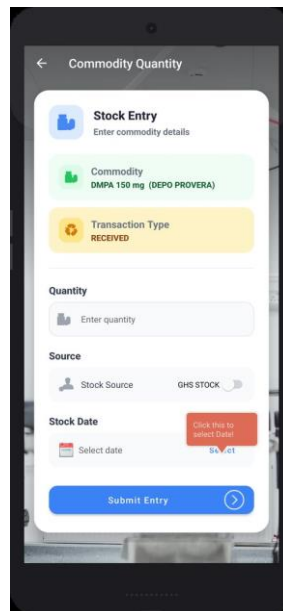 Commodity Quantity
Stock Entry
Enter commodity details
Commodity
DMPA 150 mg (DEPO PROVERA)
Transaction Type
RECEIVED
Quantity
Enter quantity
Source
Stock Source GHS STOCK
Stock Date
Click this to
select Date!
Select date
Submit Entry